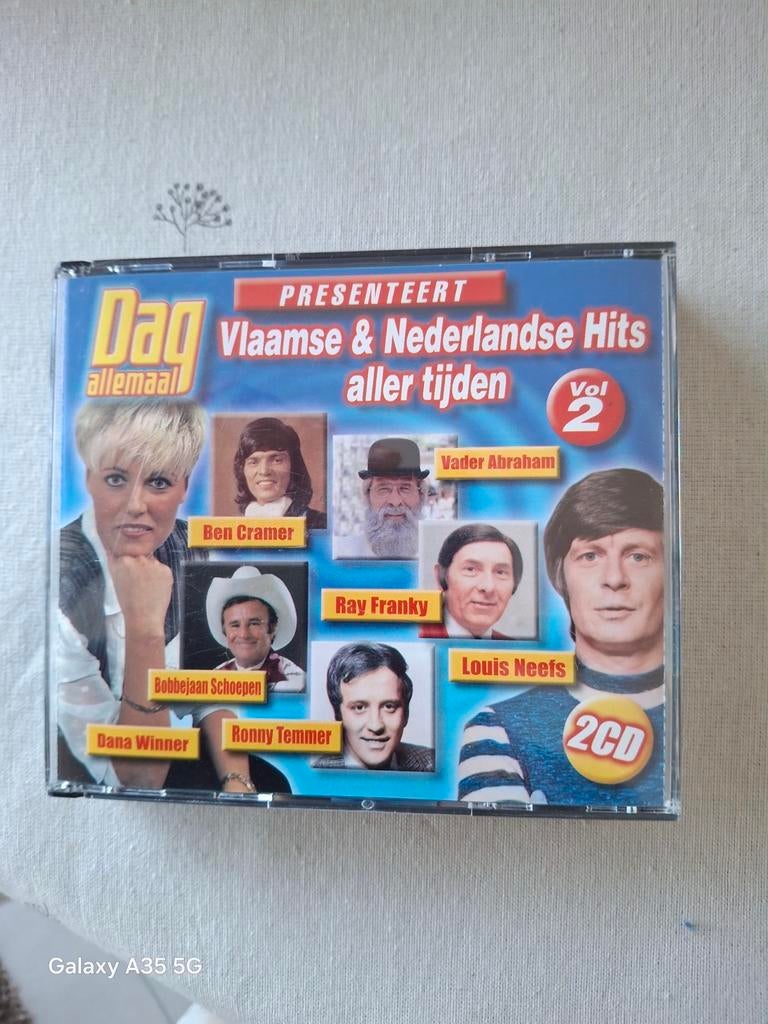 Dag
allemaal
PRESENTEERT
Vlaamse & Nederlandse Hits
aller tijden
Vol
2
Vader Abraham
Ben Cramer
Ray Franky
Louis Neefs
Bobbejaan Schoepen
Ronny Temmer
Dana Winner
2CD
Galaxy A35 5G